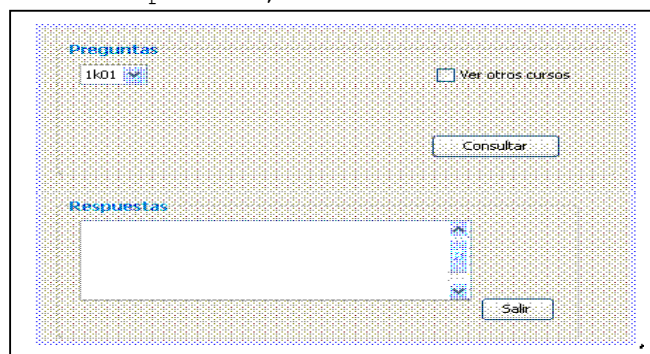 Preguntas
1k01
Ver otros cursos
Consultar
Respuestas
Salir